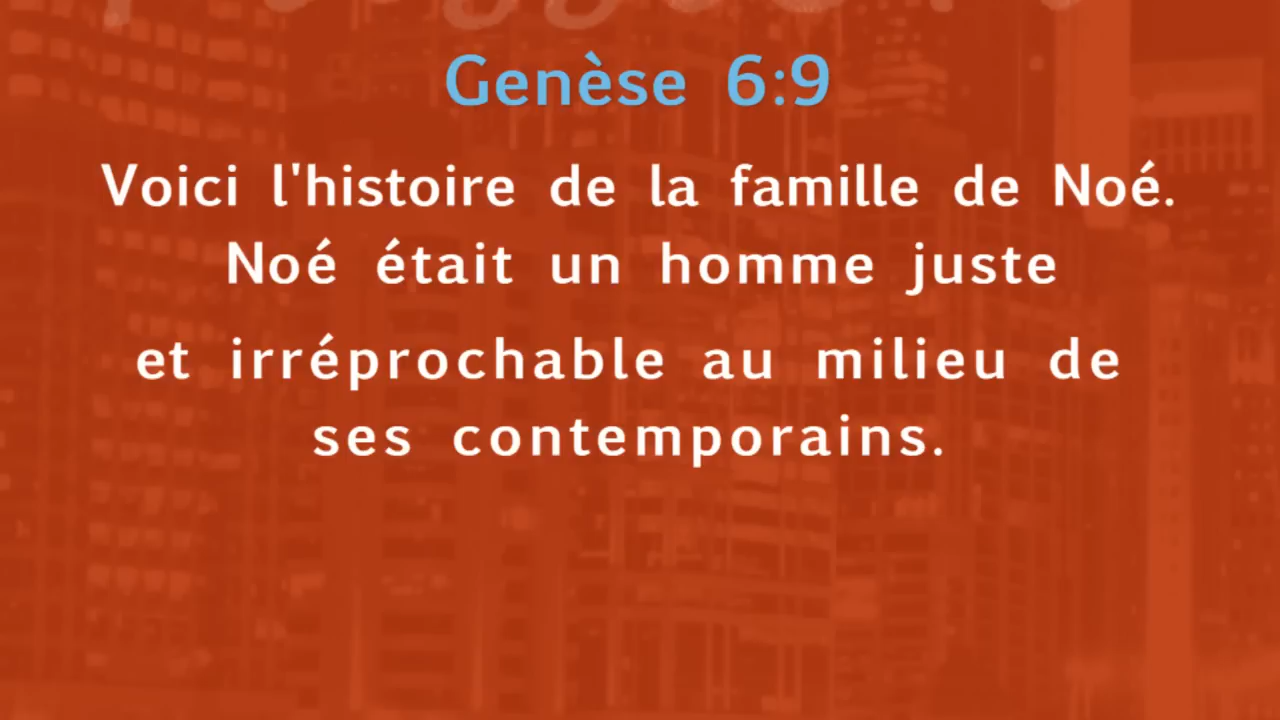 Genèse 6:9
Voici l'histoire de la famille de Noé.
Noé était un homme juste
et irréprochable au milieu de
ses contemporains.